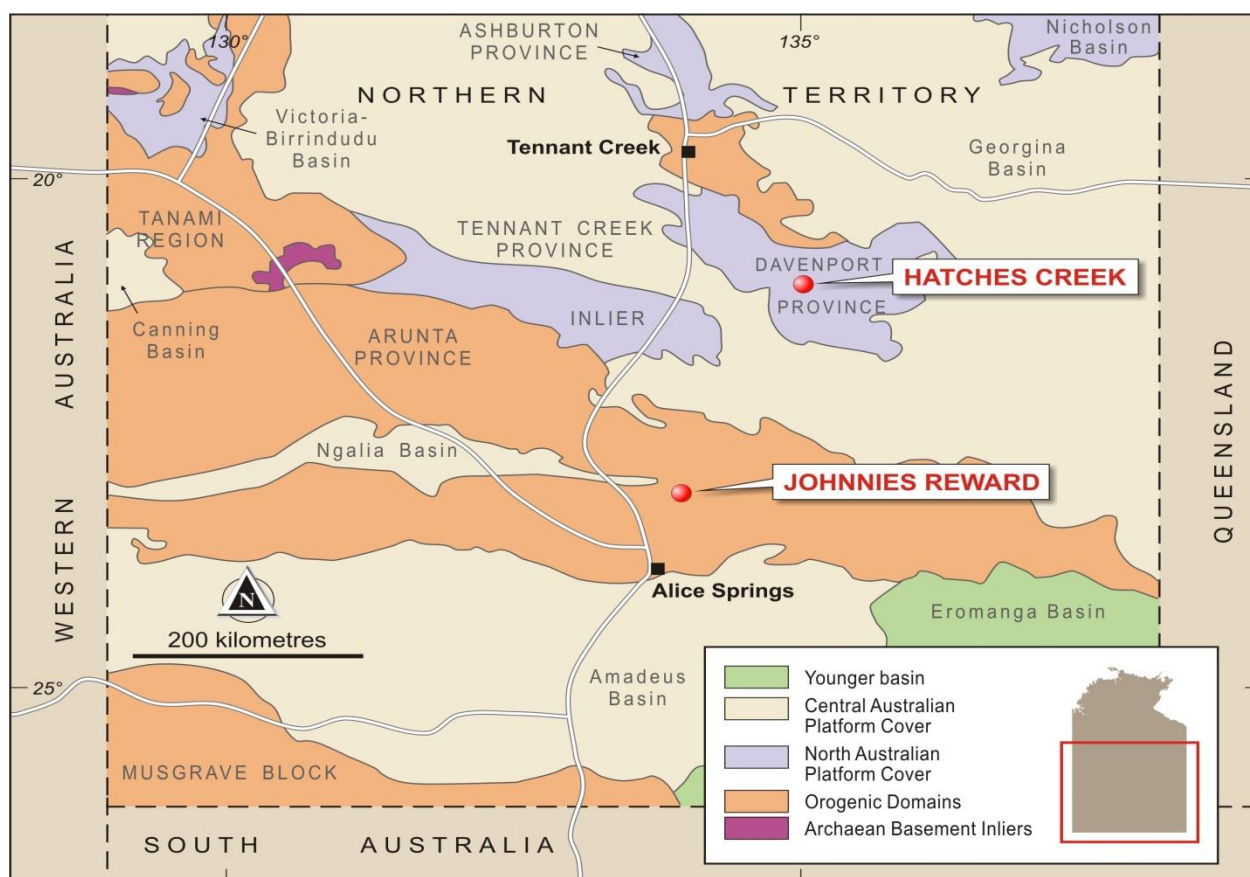 ASHBURTON
PROVINCE
130°
135°
Nicholson
Basin
NORTHERN TERRITORY
Victoria-
Birrindudu
Basin
Tennant Creek
Georgina
Basin
20°
TANAMI
REGION
TENNANT CREEK
PROVINCE
DAVENPORT
PROVINCE
HATCHES CREEK
INLIER
Canning
Basin
ARUNTA
PROVINCE
WESTERN AUSTRALIA
QUEENSLAND
Ngalia Basin
JOHNNIES REWARD
Alice Springs
N
200 kilometres
Eromanga Basin
25°
Amadeus
Basin
MUSGRAVE BLOCK
SOUTH AUSTRALIA
Younger basin
Central Australian
Platform Cover
North Australian
Platform Cover
Orogenic Domains
Archaean Basement Inliers